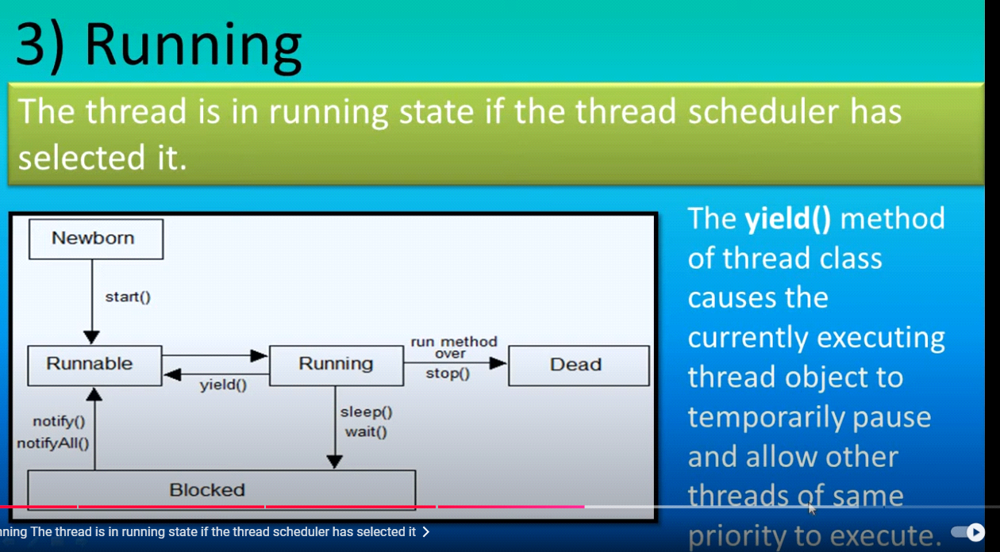 3) Running
The thread is in running state if the thread scheduler has
selected it.
Newborn
start()
Runnable
yield()
Running
run method
over
stop()
Dead
notify()
notifyAll()
sleep()
wait()
Blocked
The yield() method
of thread class
causes the
currently executing
thread object to
temporarily pause
and allow other
threads of same
priority to execute.
nning The thread is in running state if the thread scheduler has selected it